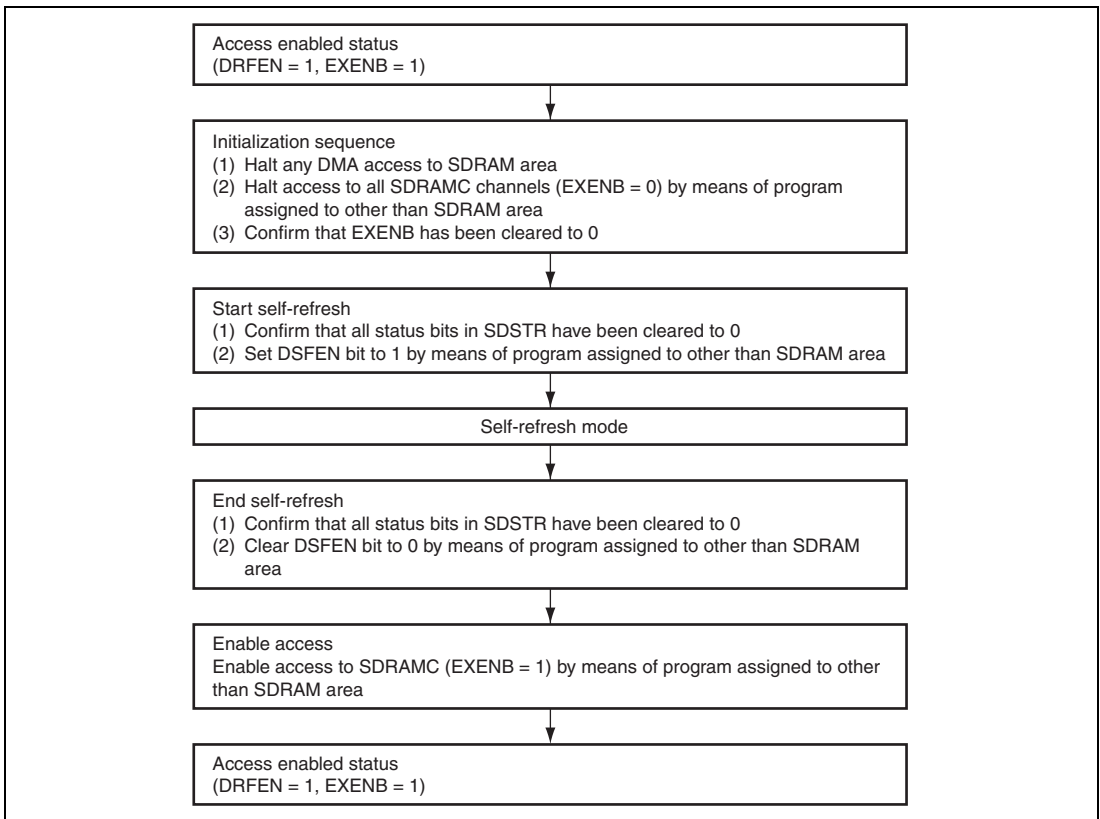 Access enabled status
(DRFEN = 1, EXENB = 1)
Initialization sequence
(1) Halt any DMA access to SDRAM area
(2) Halt access to all SDRAMC channels (EXENB = 0) by means of program
assigned to other than SDRAM area
(3) Confirm that EXENB has been cleared to 0
Start self-refresh
(1) Confirm that all status bits in SDSTR have been cleared to 0
(2) Set DSFEN bit to 1 by means of program assigned to other than SDRAM area
Self-refresh mode
End self-refresh
(1) Confirm that all status bits in SDSTR have been cleared to 0
(2) Clear DSFEN bit to 0 by means of program assigned to other than SDRAM
area
Enable access
Enable access to SDRAMC (EXENB = 1) by means of program assigned to other
than SDRAM area
Access enabled status
(DRFEN = 1, EXENB = 1)